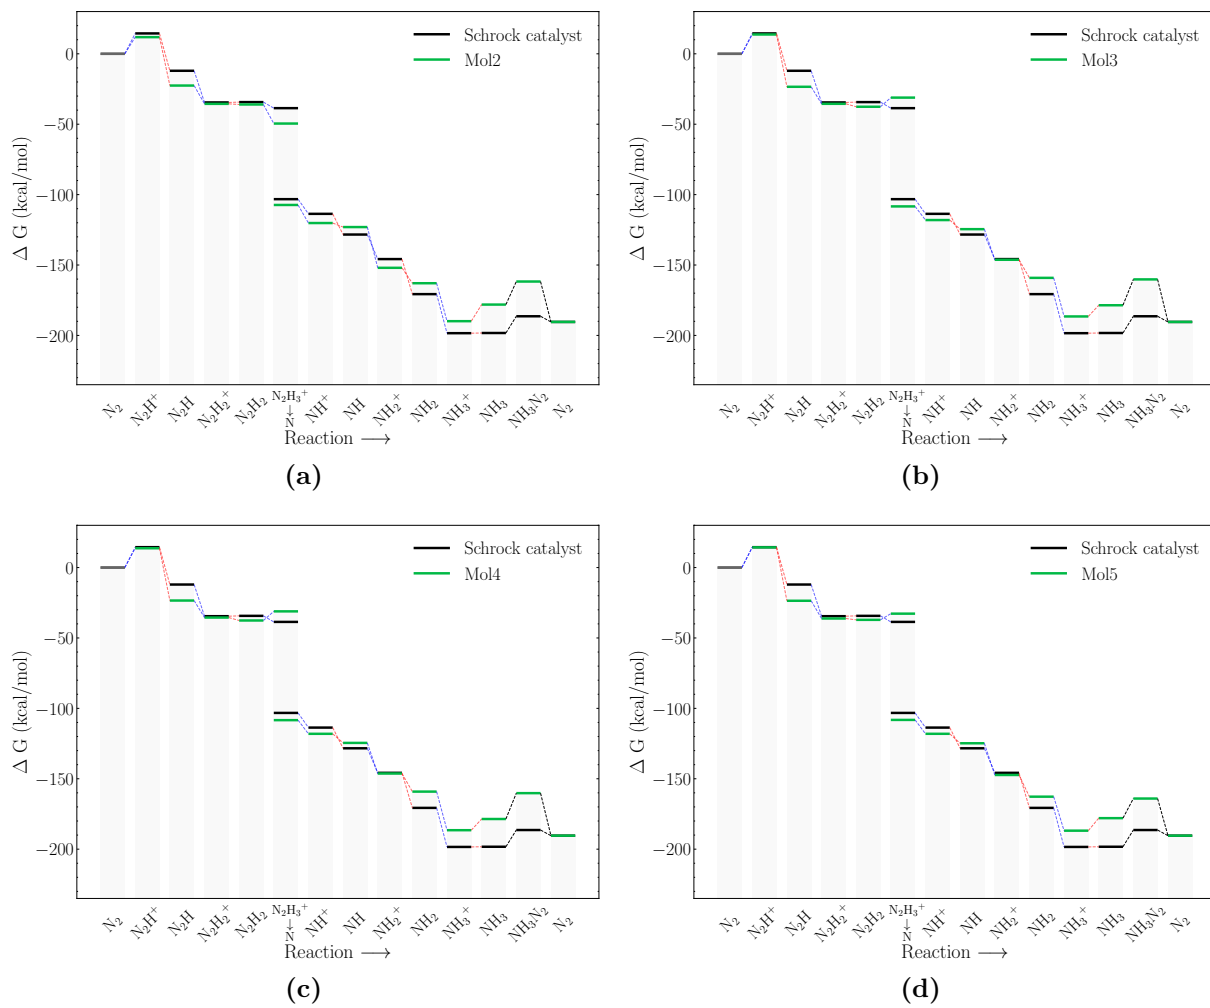 Schrock catalyst
Mol2
Δ G (kcal/mol)
0
−50
−100
−150
−200
N₂
N₂H⁺
N₂H
N₂H₂⁺
N₂H₂
N₂H₃⁺
↓
N
NH⁺
NH
NH₂⁺
NH₂
NH₃⁺
NH₃
NH₃N₂
N₂
Reaction ⟶
(a)
Schrock catalyst
Mol3
Δ G (kcal/mol)
0
−50
−100
−150
−200
N₂
N₂H⁺
N₂H
N₂H₂⁺
N₂H₂
N₂H₃⁺
↓
N
NH⁺
NH
NH₂⁺
NH₂
NH₃⁺
NH₃
NH₃N₂
N₂
Reaction ⟶
(b)
Schrock catalyst
Mol4
Δ G (kcal/mol)
0
−50
−100
−150
−200
N₂
N₂H⁺
N₂H
N₂H₂⁺
N₂H₂
N₂H₃⁺
↓
N
NH⁺
NH
NH₂⁺
NH₂
NH₃⁺
NH₃
NH₃N₂
N₂
Reaction ⟶
(c)
Schrock catalyst
Mol5
Δ G (kcal/mol)
0
−50
−100
−150
−200
N₂
N₂H⁺
N₂H
N₂H₂⁺
N₂H₂
N₂H₃⁺
↓
N
NH⁺
NH
NH₂⁺
NH₂
NH₃⁺
NH₃
NH₃N₂
N₂
Reaction ⟶
(d)